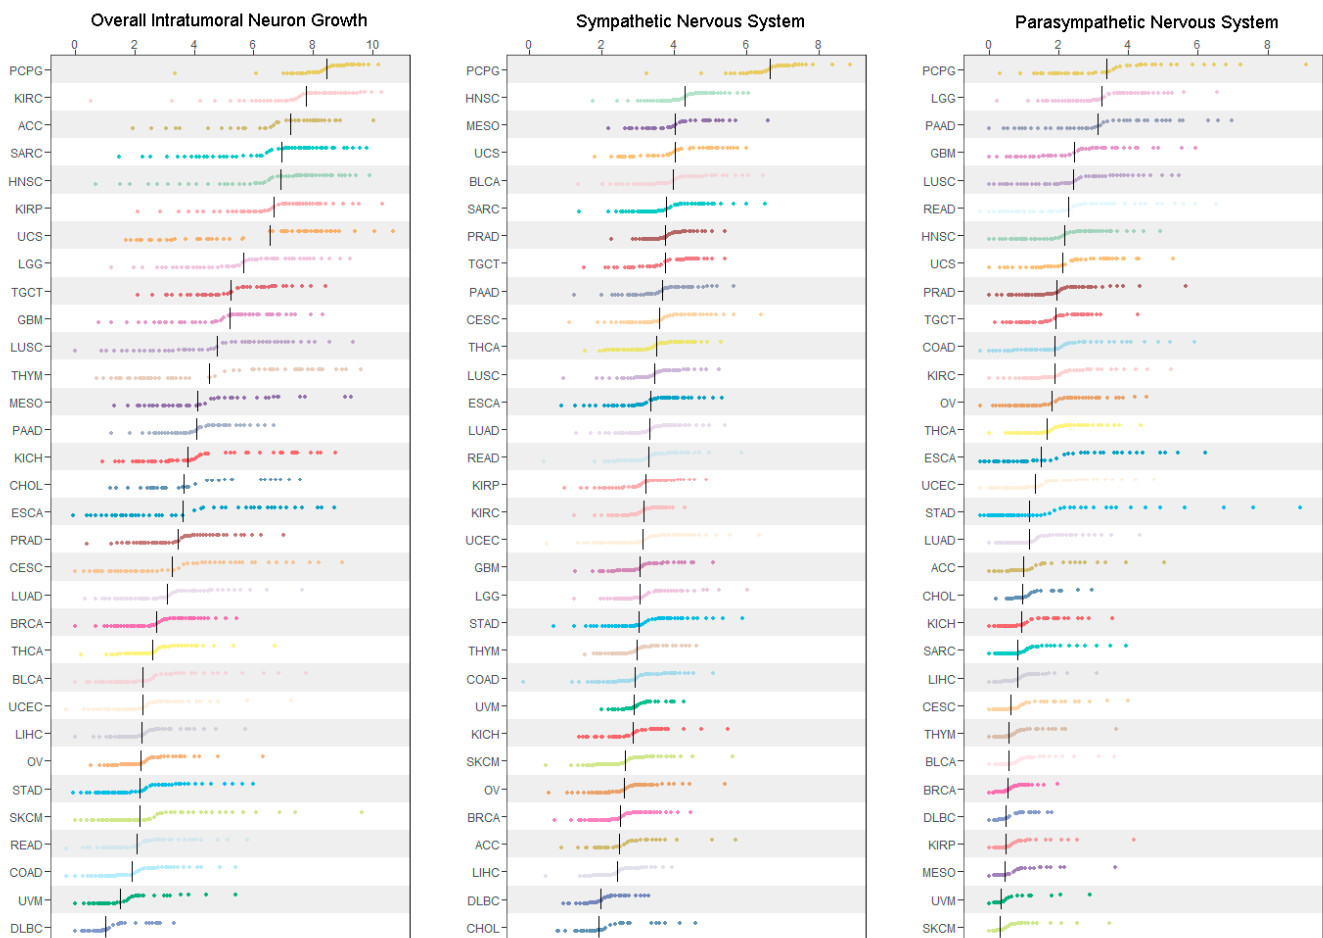 Overall Intratumoral Neuron Growth
0 2 4 6 8 10
PCPG
KIRC
ACC
SARC
HNSC
KIRP
UCS
LGG
TGCT
GBM
LUSC
THYM
MESO
PAAD
KICH
CHOL
ESCA
PRAD
CESC
LUAD
BRCA
THCA
BLCA
UCEC
LIHC
OV
STAD
SKCM
READ
COAD
UVM
DLBC
Sympathetic Nervous System
0 2 4 6 8
PCPG
HNSC
MESO
UCS
BLCA
SARC
PRAD
TGCT
PAAD
CESC
THCA
LUSC
ESCA
LUAD
READ
KIRP
KIRC
UCEC
GBM
LGG
STAD
THYM
COAD
UVM
KICH
SKCM
OV
BRCA
ACC
LIHC
DLBC
CHOL
Parasympathetic Nervous System
0 2 4 6 8
PCPG
LGG
PAAD
GBM
LUSC
READ
HNSC
UCS
PRAD
TGCT
COAD
KIRC
OV
THCA
ESCA
UCEC
STAD
LUAD
ACC
CHOL
KICH
SARC
LIHC
CESC
THYM
BLCA
BRCA
DLBC
KIRP
MESO
UVM
SKCM